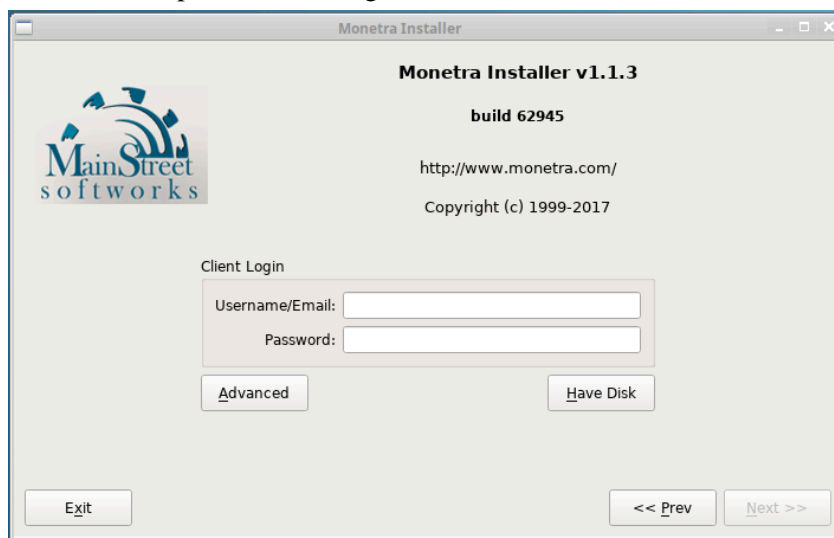 Monetra Installer
Monetra Installer v1.1.3
build 62945
MainStreet
softworks
http://www.monetra.com/
Copyright (c) 1999-2017
Client Login
Username/Email:
Password:
Advanced
Have Disk
Exit
<< Prev
Next >>